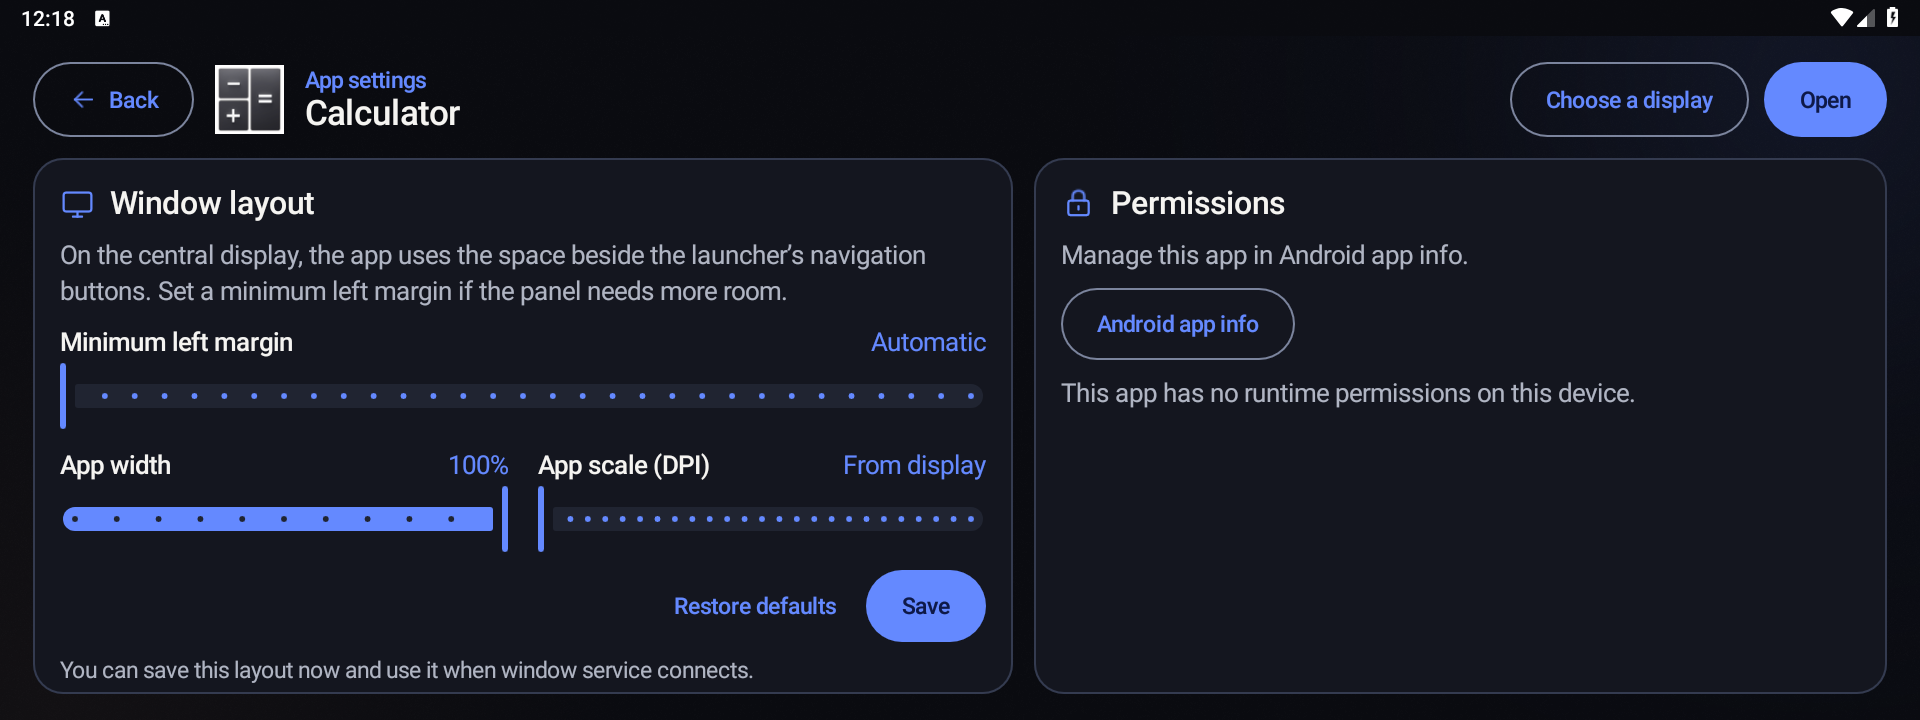 12:18
Back
App settings
Calculator
Choose a display
Open
Window layout
On the central display, the app uses the space beside the launcher’s navigation
buttons. Set a minimum left margin if the panel needs more room.
Minimum left margin
Automatic
App width
100%
App scale (DPI)
From display
Restore defaults
Save
You can save this layout now and use it when window service connects.
Permissions
Manage this app in Android app info.
Android app info
This app has no runtime permissions on this device.